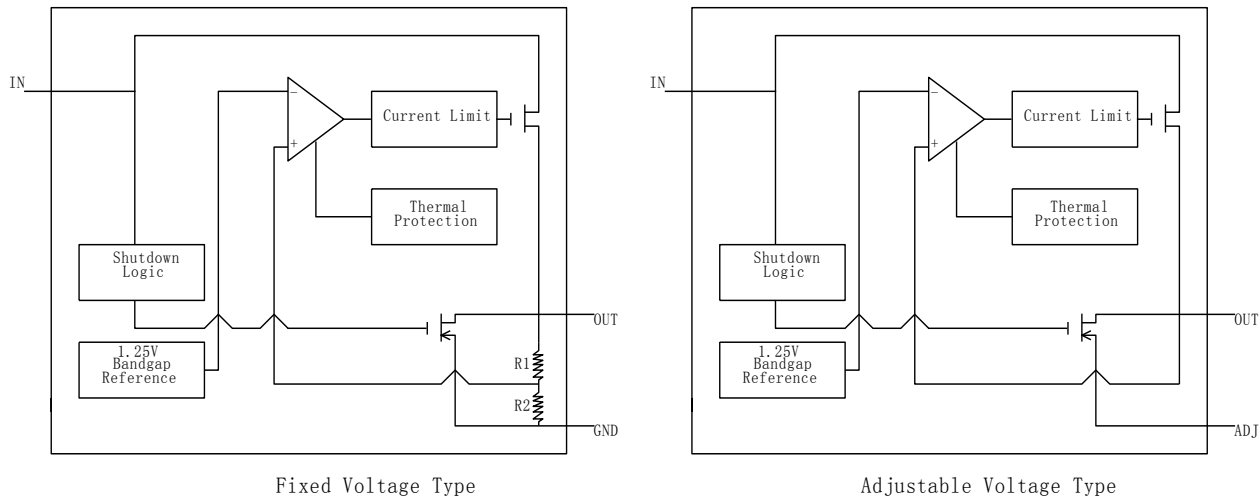 IN
−
+
Current Limit
Thermal
Protection
Shutdown
Logic
1.25V
Bandgap
Reference
R1
R2
OUT
GND
Fixed Voltage Type
IN
−
+
Current Limit
Thermal
Protection
Shutdown
Logic
1.25V
Bandgap
Reference
OUT
ADJ
Adjustable Voltage Type